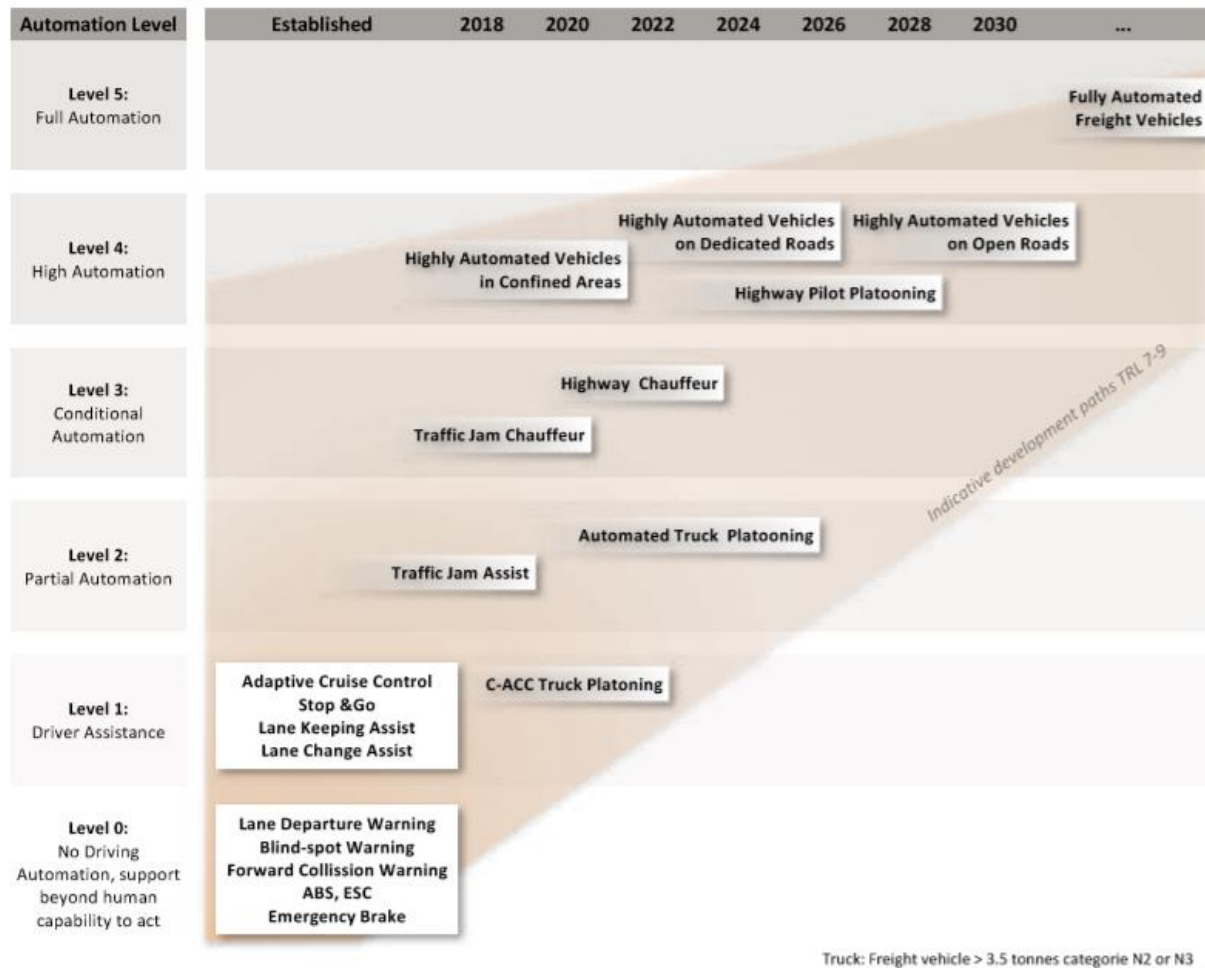 Automation Level
Established 2018 2020 2022 2024 2026 2028 2030 ...
Level 5:
Full Automation
Fully Automated
Freight Vehicles
Level 4:
High Automation
Highly Automated Vehicles
in Confined Areas
Highly Automated Vehicles
on Dedicated Roads
Highly Automated Vehicles
on Open Roads
Highway Pilot Platooning
Level 3:
Conditional
Automation
Highway Chauffeur
Traffic Jam Chauffeur
Indicative development paths TRL 7-9
Level 2:
Partial Automation
Automated Truck Platooning
Traffic Jam Assist
Level 1:
Driver Assistance
Adaptive Cruise Control
Stop &Go
Lane Keeping Assist
Lane Change Assist
C-ACC Truck Platoning
Level 0:
No Driving
Automation, support
beyond human
capability to act
Lane Departure Warning
Blind-spot Warning
Forward Collission Warning
ABS, ESC
Emergency Brake
Truck: Freight vehicle > 3.5 tonnes categorie N2 or N3